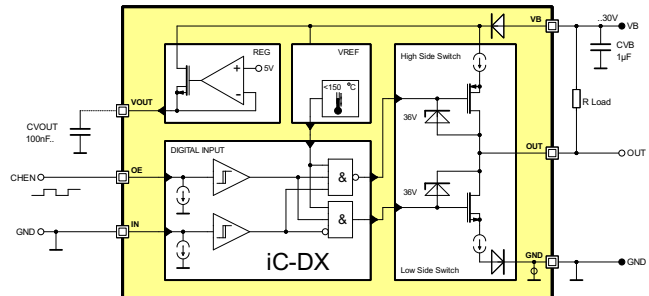 ..30V
VB
VB
CVB
1µF
REG
5V
+
-
VREF
<150 °C
High Side Switch
36V
R Load
VOUT
CVOUT
100nF..
DIGITAL INPUT
CHEN
OE
&
OUT
OUT
36V
&
GND
IN
iC-DX
GND
GND
Low Side Switch